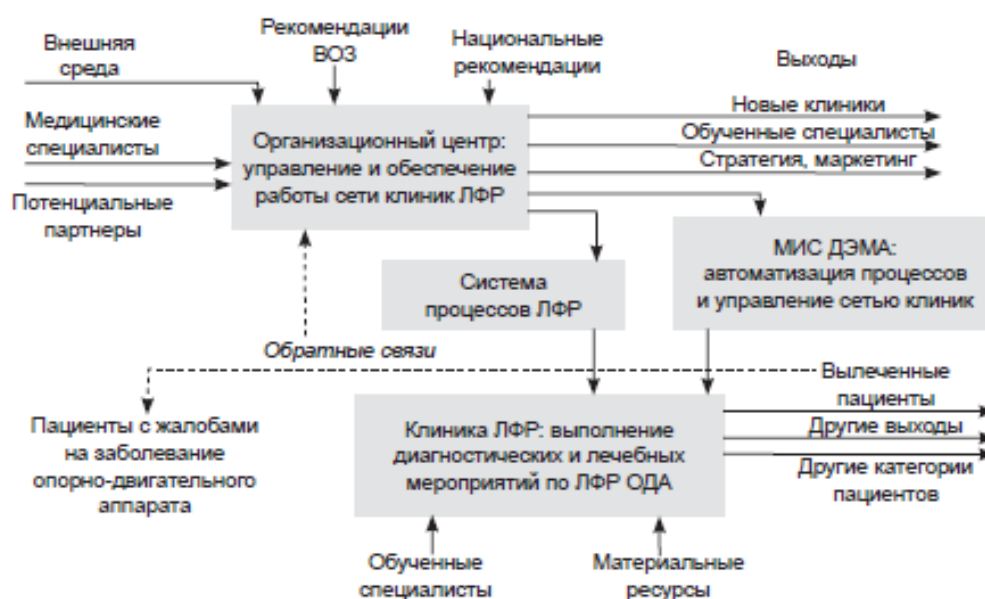 Внешняя
среда
Рекомендации
ВОЗ
Национальные
рекомендации
Выходы
Медицинские
специалисты
Потенциальные
партнеры
Организационный центр:
управление и обеспечение
работы сети клиник ЛФР
Новые клиники
Обученные специалисты
Стратегия, маркетинг
Система
процессов ЛФР
МИС ДЭМА:
автоматизация процессов
и управление сетью клиник
Обратные связи
Пациенты с жалобами
на заболевание
опорно-двигательного
аппарата
Клиника ЛФР: выполнение
диагностических и лечебных
мероприятий по ЛФР ОДА
Вылеченные
пациенты
Другие выходы
Другие категории
пациентов
Обученные
специалисты
Материальные
ресурсы